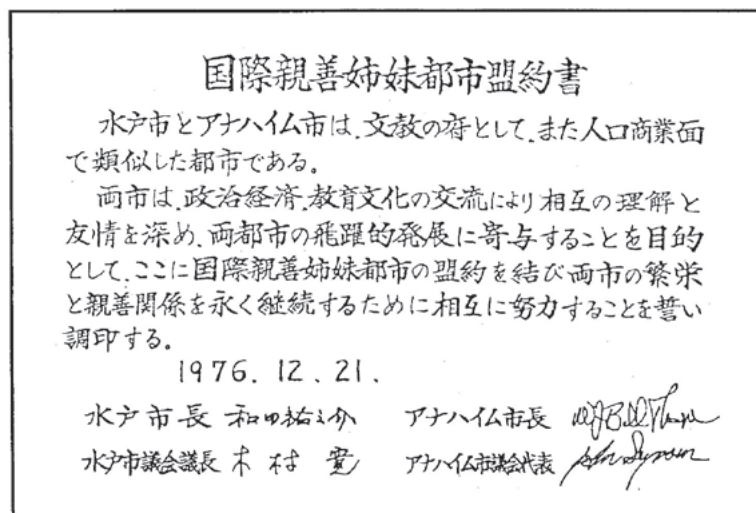 国際親善姉妹都市盟約書
水戸市とアナハイム市は、文教の府として、また人口商業面
で類似した都市である。
両市は、政治経済、教育文化の交流により相互の理解と
友情を深め、両都市の飛躍的発展に寄与することを目的
として、ここに国際親善姉妹都市の盟約を結び両市の繁栄
と親善関係を永く継続するために相互に努力することを誓い
調印する。
1976. 12. 21.
水戸市長 和田祐之介 アナハイム市長
水戸市議会議長 木村 アナハイム市議会代表